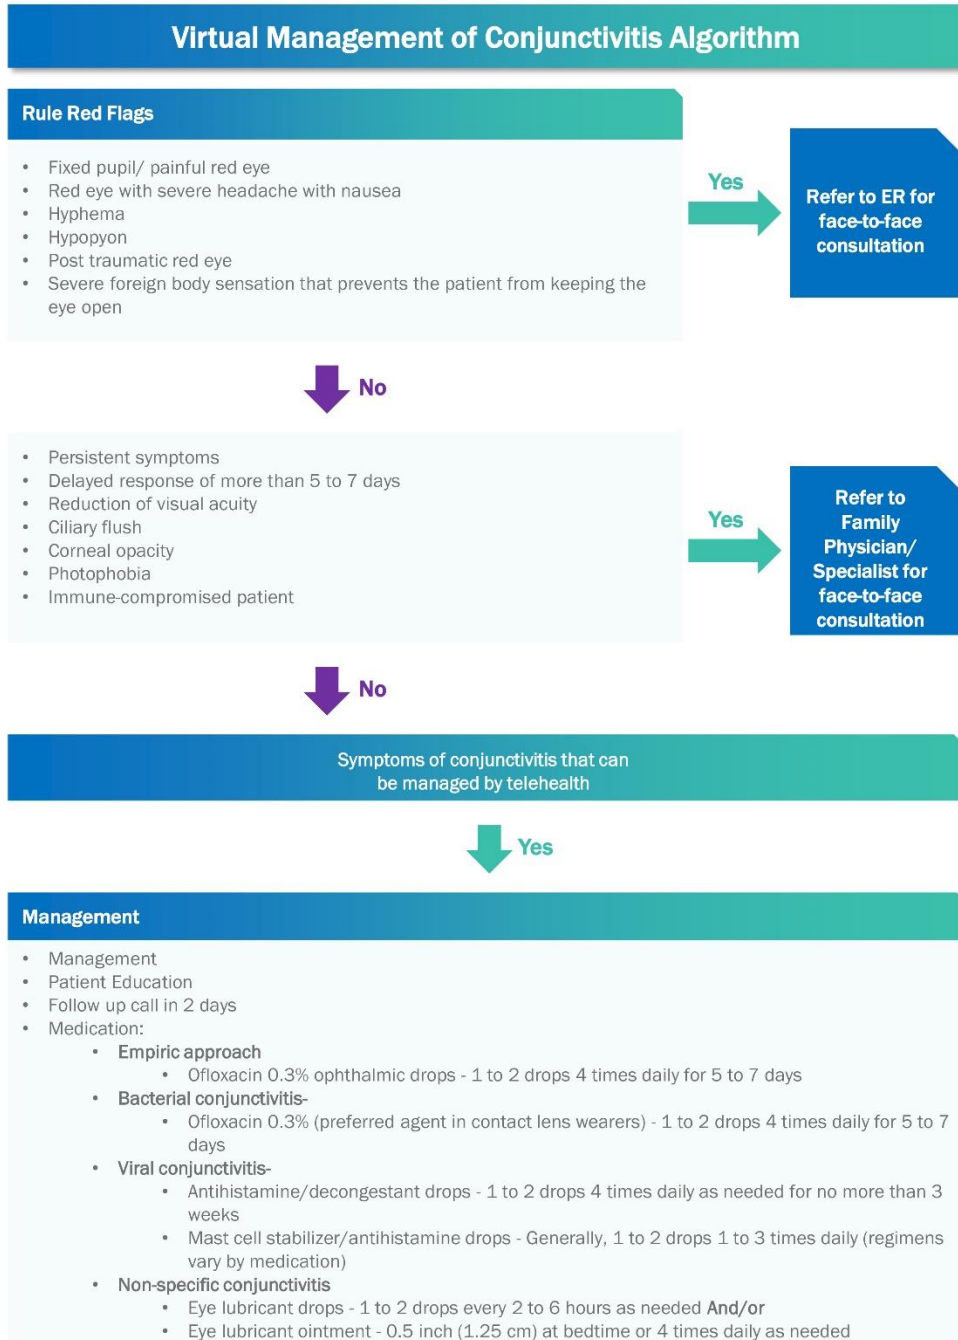 Virtual Management of Conjunctivitis Algorithm
Rule Red Flags
• Fixed pupil/ painful red eye
• Red eye with severe headache with nausea
• Hyphema
• Hypopyon
• Post traumatic red eye
• Severe foreign body sensation that prevents the patient from keeping the
eye open
Yes
Refer to ER for
face-to-face
consultation
No
• Persistent symptoms
• Delayed response of more than 5 to 7 days
• Reduction of visual acuity
• Ciliary flush
• Corneal opacity
• Photophobia
• Immune-compromised patient
Yes
Refer to
Family
Physician/
Specialist for
face-to-face
consultation
No
Symptoms of conjunctivitis that can
be managed by telehealth
Yes
Management
• Management
• Patient Education
• Follow up call in 2 days
• Medication:
• Empiric approach
• Ofloxacin 0.3% ophthalmic drops - 1 to 2 drops 4 times daily for 5 to 7 days
• Bacterial conjunctivitis-
• Ofloxacin 0.3% (preferred agent in contact lens wearers) - 1 to 2 drops 4 times daily for 5 to 7
days
• Viral conjunctivitis-
• Antihistamine/decongestant drops - 1 to 2 drops 4 times daily as needed for no more than 3
weeks
• Mast cell stabilizer/antihistamine drops - Generally, 1 to 2 drops 1 to 3 times daily (regimens
vary by medication)
• Non-specific conjunctivitis
• Eye lubricant drops - 1 to 2 drops every 2 to 6 hours as needed And/or
• Eye lubricant ointment - 0.5 inch (1.25 cm) at bedtime or 4 times daily as needed